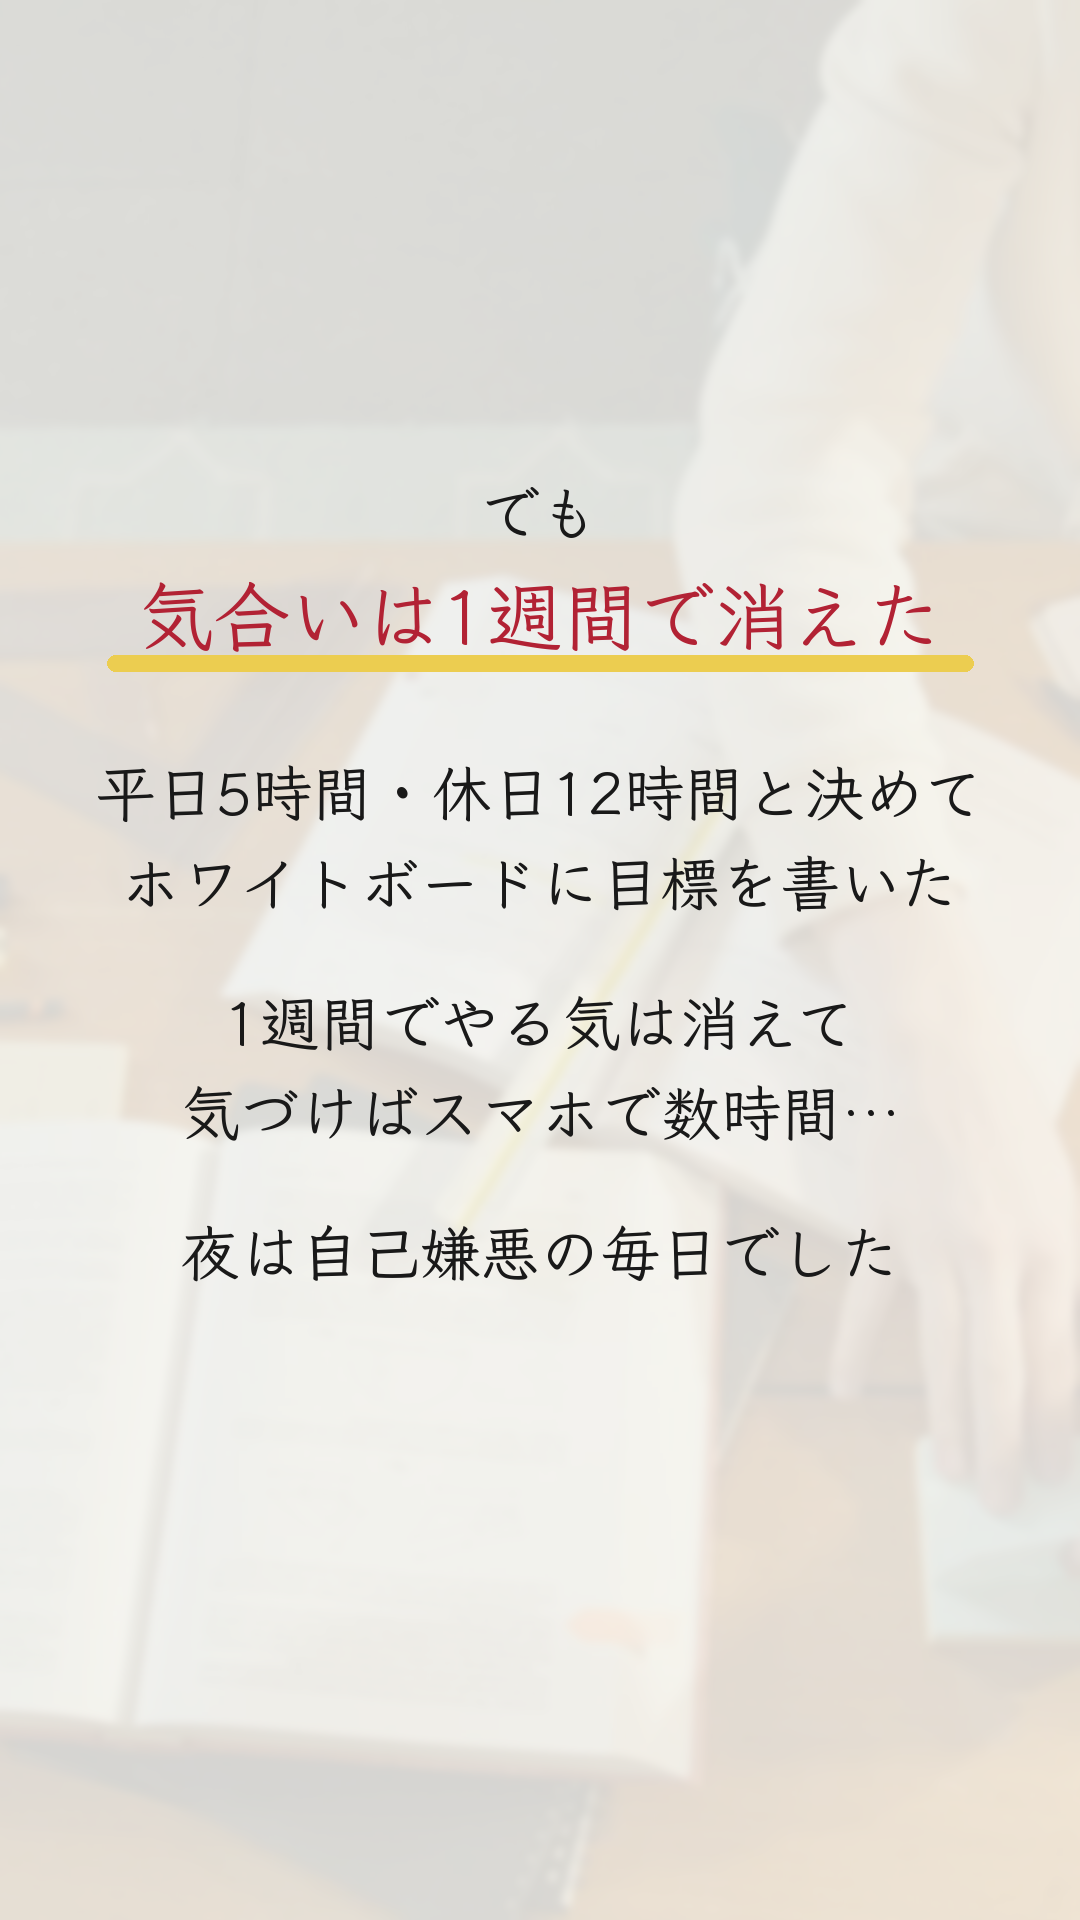 でも
気合いは1週間で消えた
平日5時間・休日12時間と決めて
ホワイトボードに目標を書いた
1週間でやる気は消えて
気づけばスマホで数時間…
夜は自己嫌悪の毎日でした